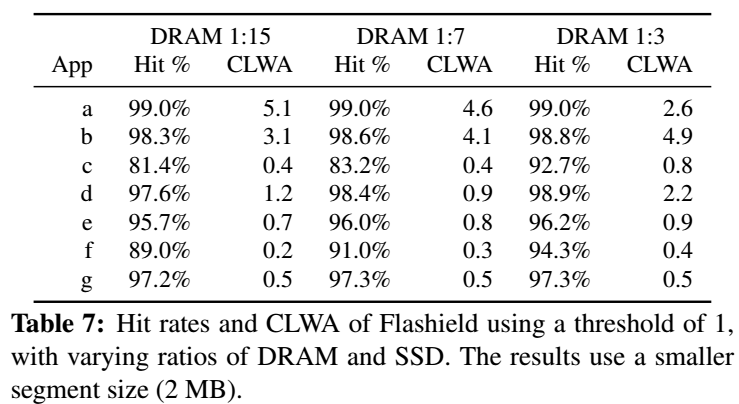 DRAM 1:15 DRAM 1:7 DRAM 1:3
App Hit % CLWA Hit % CLWA Hit % CLWA
a 99.0% 5.1 99.0% 4.6 99.0% 2.6
b 98.3% 3.1 98.6% 4.1 98.8% 4.9
c 81.4% 0.4 83.2% 0.4 92.7% 0.8
d 97.6% 1.2 98.4% 0.9 98.9% 2.2
e 95.7% 0.7 96.0% 0.8 96.2% 0.9
f 89.0% 0.2 91.0% 0.3 94.3% 0.4
g 97.2% 0.5 97.3% 0.5 97.3% 0.5
Table 7: Hit rates and CLWA of Flashield using a threshold of 1,
with varying ratios of DRAM and SSD. The results use a smaller
segment size (2 MB).